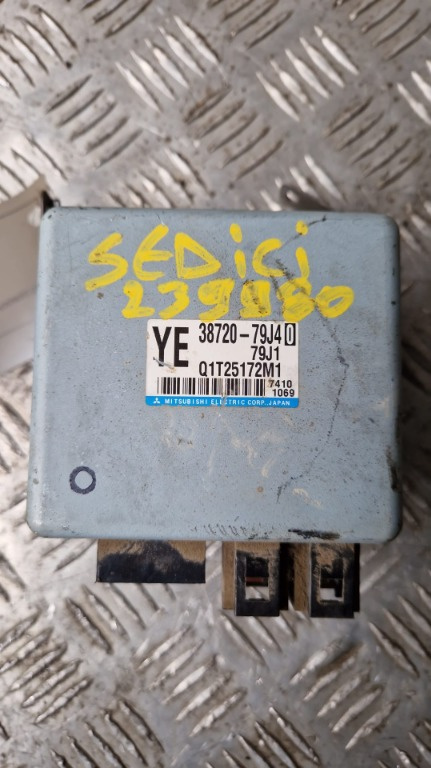 SEDiCi
239980
YE 38720-79J40
79J1
Q1T25172M1
7410
1069
MITSUBISHI ELECTRIC CORP., JAPAN